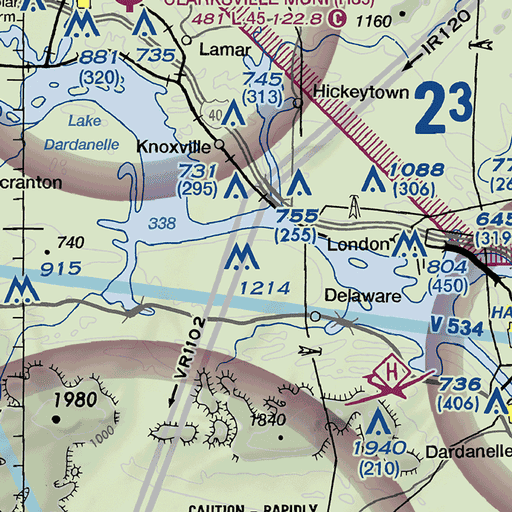 CLARKSVILLE MUNI (H35)
481 L 45 122.8 C
1160
IR120
Lamar
881
(320)
735
745
(313)
Hickeytown
23
40
Lake
Dardanelle
Knoxville
731
(295)
1088
(306)
cranton
338
755
(255)
645
(319
London
740
915
1214
804
(450)
Delaware
V 534
HA
VR1102
H
736
(406)
1980
1000
1840
1940
(210)
Dardanelle
CAUTION - RAPIDLY